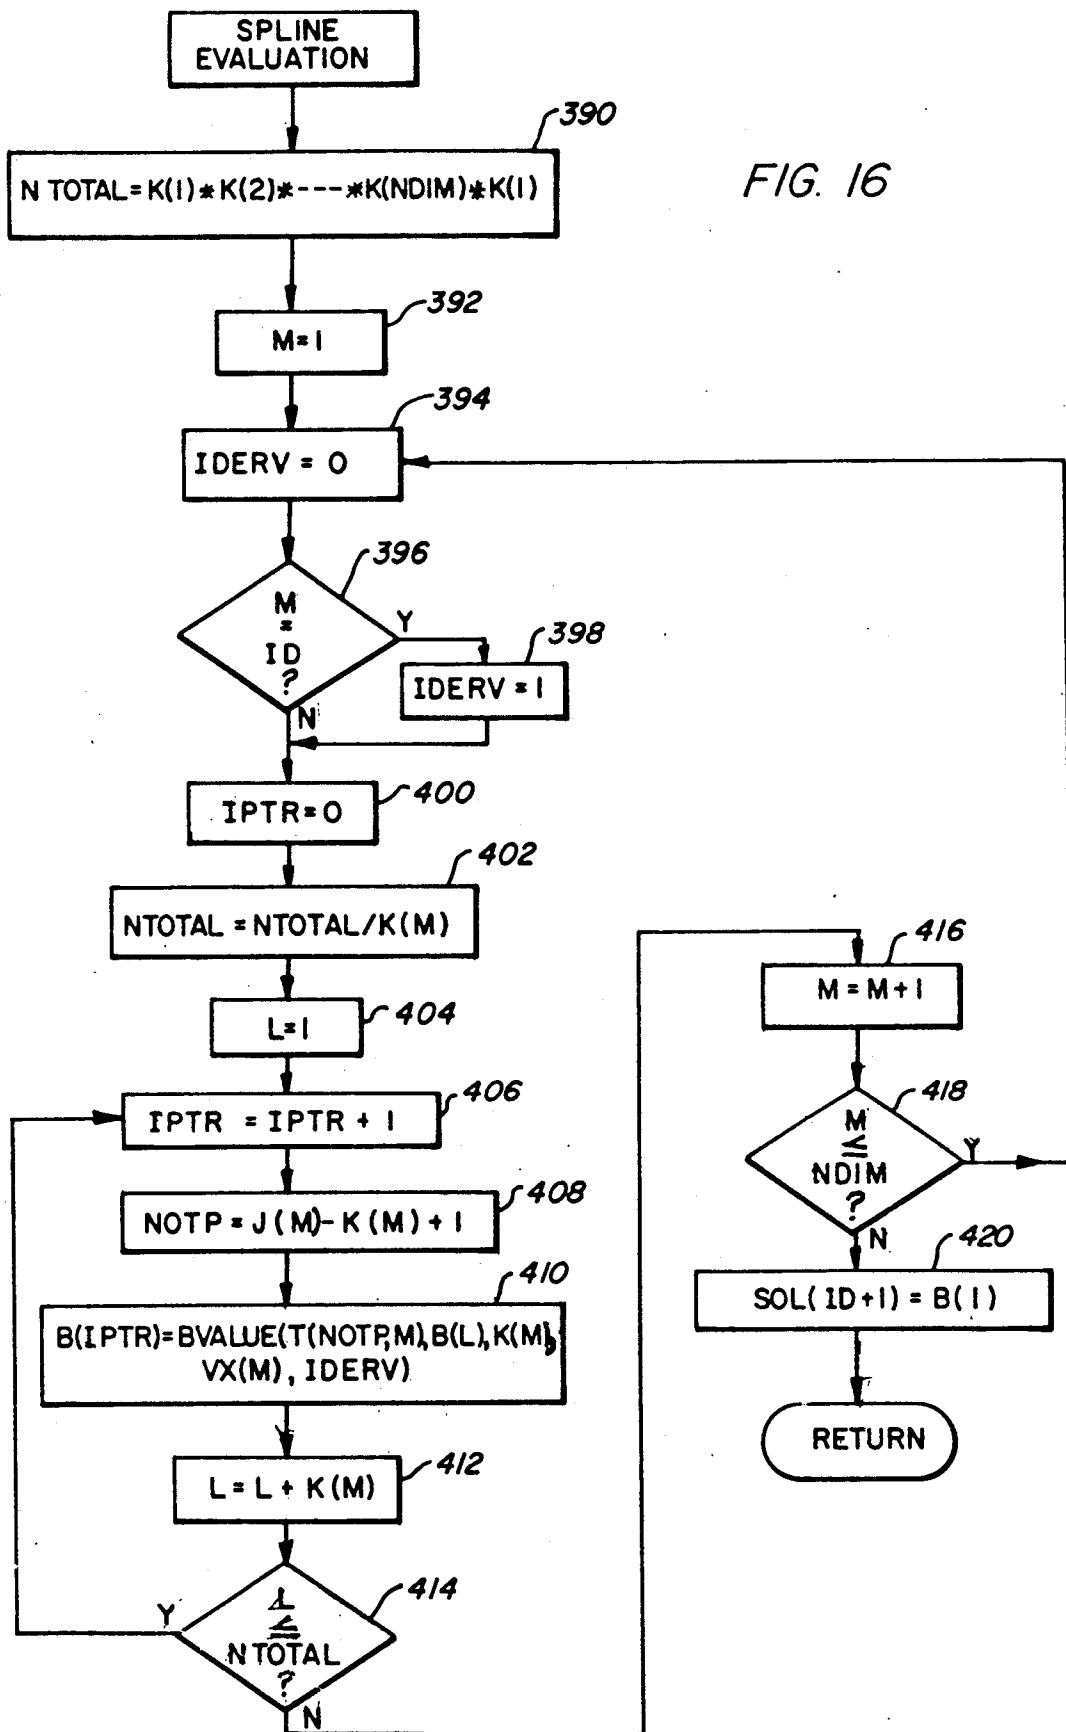 SPLINE
EVALUATION
390
N TOTAL=K(1)*K(2)*---*K(NDIM)*K(1)
FIG. 16
392
M=1
394
IDERV = 0
396
M
=
ID
?
Y
N
398
IDERV = 1
400
IPTR=0
402
NTOTAL = NTOTAL/K(M)
404
L=1
406
IPTR = IPTR + 1
408
NOTP = J(M)- K(M) + 1
410
B(IPTR)=BVALUE(T(NOTP,M),B(L),K(M),
VX(M), IDERV)
412
L= L + K(M)
414
L
≤
N TOTAL
?
Y
N
416
M = M + 1
418
M
≤
NDIM
?
Y
N
420
SOL(ID+1) = B(1)
RETURN